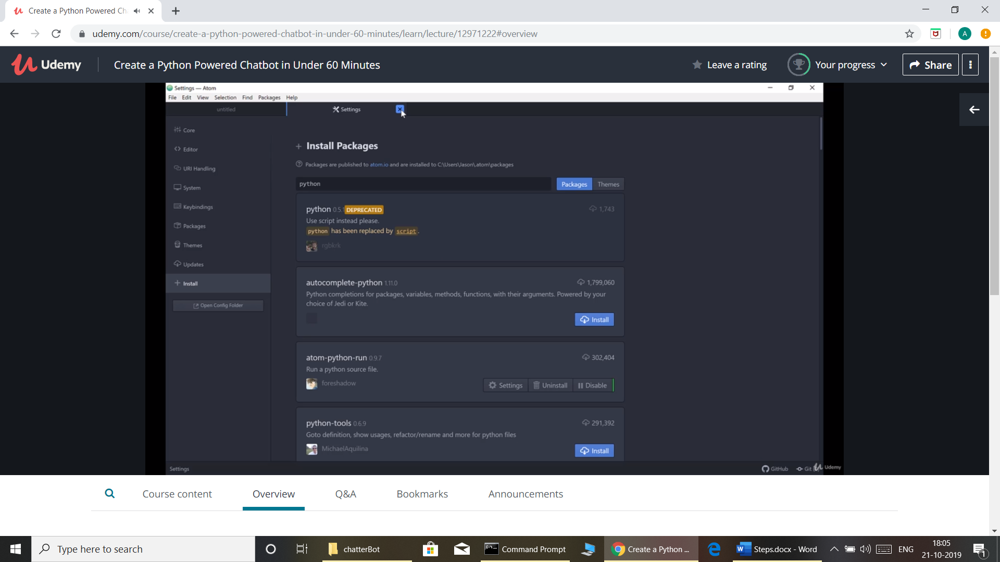 Create a Python Powered Ch
udemy.com/course/create-a-python-powered-chatbot-in-under-60-minutes/learn/lecture/12971222#overview
A
Udemy
Create a Python Powered Chatbot in Under 60 Minutes
Leave a rating
Your progress
Share
Settings — Atom
File Edit View Selection Find Packages Help
untitled
Settings
Core
Editor
URI Handling
System
Keybindings
Packages
Themes
Updates
Install
Open Config Folder
Install Packages
Packages are published to atom.io and are installed to C:\Users\Jason\.atom\packages
python
Packages
Themes
python 0.5.1 DEPRECATED
1,743
Use script instead please.
python has been replaced by script.
rgbkrk
autocomplete-python 1.11.0
1,799,060
Python completions for packages, variables, methods, functions, with their arguments. Powered by your
choice of Jedi or Kite.
Install
atom-python-run 0.9.7
302,404
Run a python source file.
foreshadow
Settings
Uninstall
Disable
python-tools 0.6.9
291,392
Goto definition, show usages, refactor/rename and more for python files
MichaelAquilina
Install
Settings
GitHub
Git
Udemy
Course content
Overview
Q&A
Bookmarks
Announcements
Type here to search
chatterBot
Command Prompt
Create a Python ...
Steps.docx - Word
ENG
18:05
21-10-2019
1